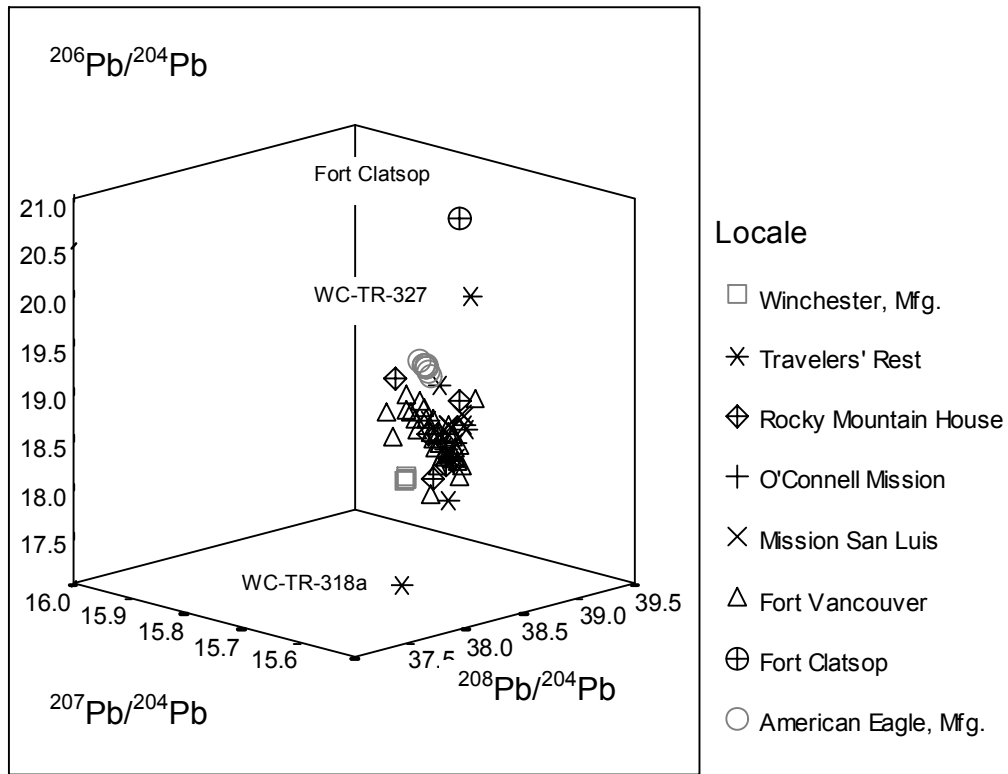 ²⁰⁶Pb/²⁰⁴Pb
Fort Clatsop
21.0
20.5
WC-TR-327
20.0
19.5
19.0
18.5
18.0
17.5
WC-TR-318a
16.0
15.9
15.8
15.7
15.6
37.5
38.0
38.5
39.0
39.5
²⁰⁷Pb/²⁰⁴Pb
²⁰⁸Pb/²⁰⁴Pb
Locale
Winchester, Mfg.
Travelers' Rest
Rocky Mountain House
O'Connell Mission
Mission San Luis
Fort Vancouver
Fort Clatsop
American Eagle, Mfg.